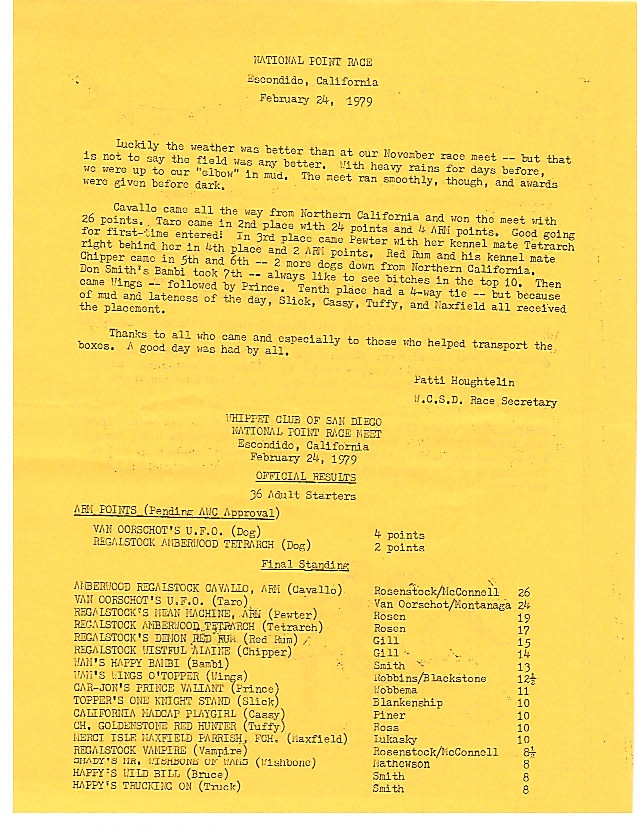 NATIONAL POINT RACE
Escondido, California
February 24, 1979
Luckily the weather was better than at our November race meet -- but that
is not to say the field was any better. With heavy rains for days before,
we were up to our "elbow" in mud. The meet ran smoothly, though, and awards
were given before dark.
Cavallo came all the way from Northern California and won the meet with
26 points. Taro came in 2nd place with 24 points and 4 ARM points. Good going
for first-time entered! In 3rd place came Pewter with her kennel mate Tetrarch
right behind her in 4th place and 2 ARM points. Red Rum and his kennel mate
Chipper came in 5th and 6th -- 2 more dogs down from Northern California.
Don Smith's Bambi took 7th -- always like to see bitches in the top 10. Then
came Wings -- followed by Prince. Tenth place had a 4-way tie -- but because
of mud and lateness of the day, Slick, Cassy, Tuffy, and Maxfield all received
the placement.
Thanks to all who came and especially to those who helped transport the
boxes. A good day was had by all.
Patti Houghtelin
W.C.S.D. Race Secretary
WHIPPET CLUB OF SAN DIEGO
NATIONAL POINT RACE MEET
Escondido, California
February 24, 1979
OFFICIAL RESULTS
36 Adult Starters
ARM POINTS (Pending AWC Approval)
VAN OORSCHOT'S U.F.O. (Dog) 4 points
REGALSTOCK AMBERWOOD TETRARCH (Dog) 2 points
Final Standing
AMBERWOOD REGALSTOCK CAVALLO, ARM (Cavallo) Rosenstock/McConnell 26
VAN OORSCHOT'S U.F.O. (Taro) Van Oorschot/Montanaga 24
REGALSTOCK'S MEAN MACHINE, ARM (Pewter) Rosen 19
REGALSTOCK AMBERWOOD TETRARCH (Tetrarch) Rosen 17
REGALSTOCK'S DEMON RED RUM (Red Rum) Gill 15
REGALSTOCK WISTFUL ALAINE (Chipper) Gill 14
WAM'S HAPPY BAMBI (Bambi) Smith 13
WAM'S WINGS O'TOPPER (Wings) Robbins/Blackstone 12½
CAR-JON'S PRINCE VALIANT (Prince) Wobbema 11
TOPPER'S ONE KNIGHT STAND (Slick) Blankenship 10
CALIFORNIA MADCAP PLAYGIRL (Cassy) Finer 10
CH. GOLDENSTONE RED HUNTER (Tuffy) Ross 10
MERCI ISLE MAXFIELD PARRISH, FCH. (Maxfield) Lukasky 10
REGALSTOCK VAMPIRE (Vampire) Rosenstock/McConnell 8½
SHADY'S MR. WISHBONE OF WAMS (Wishbone) Mathewson 8
HAPPY'S WILD BILL (Bruce) Smith 8
HAPPY'S TRUCKING ON (Truck) Smith 8